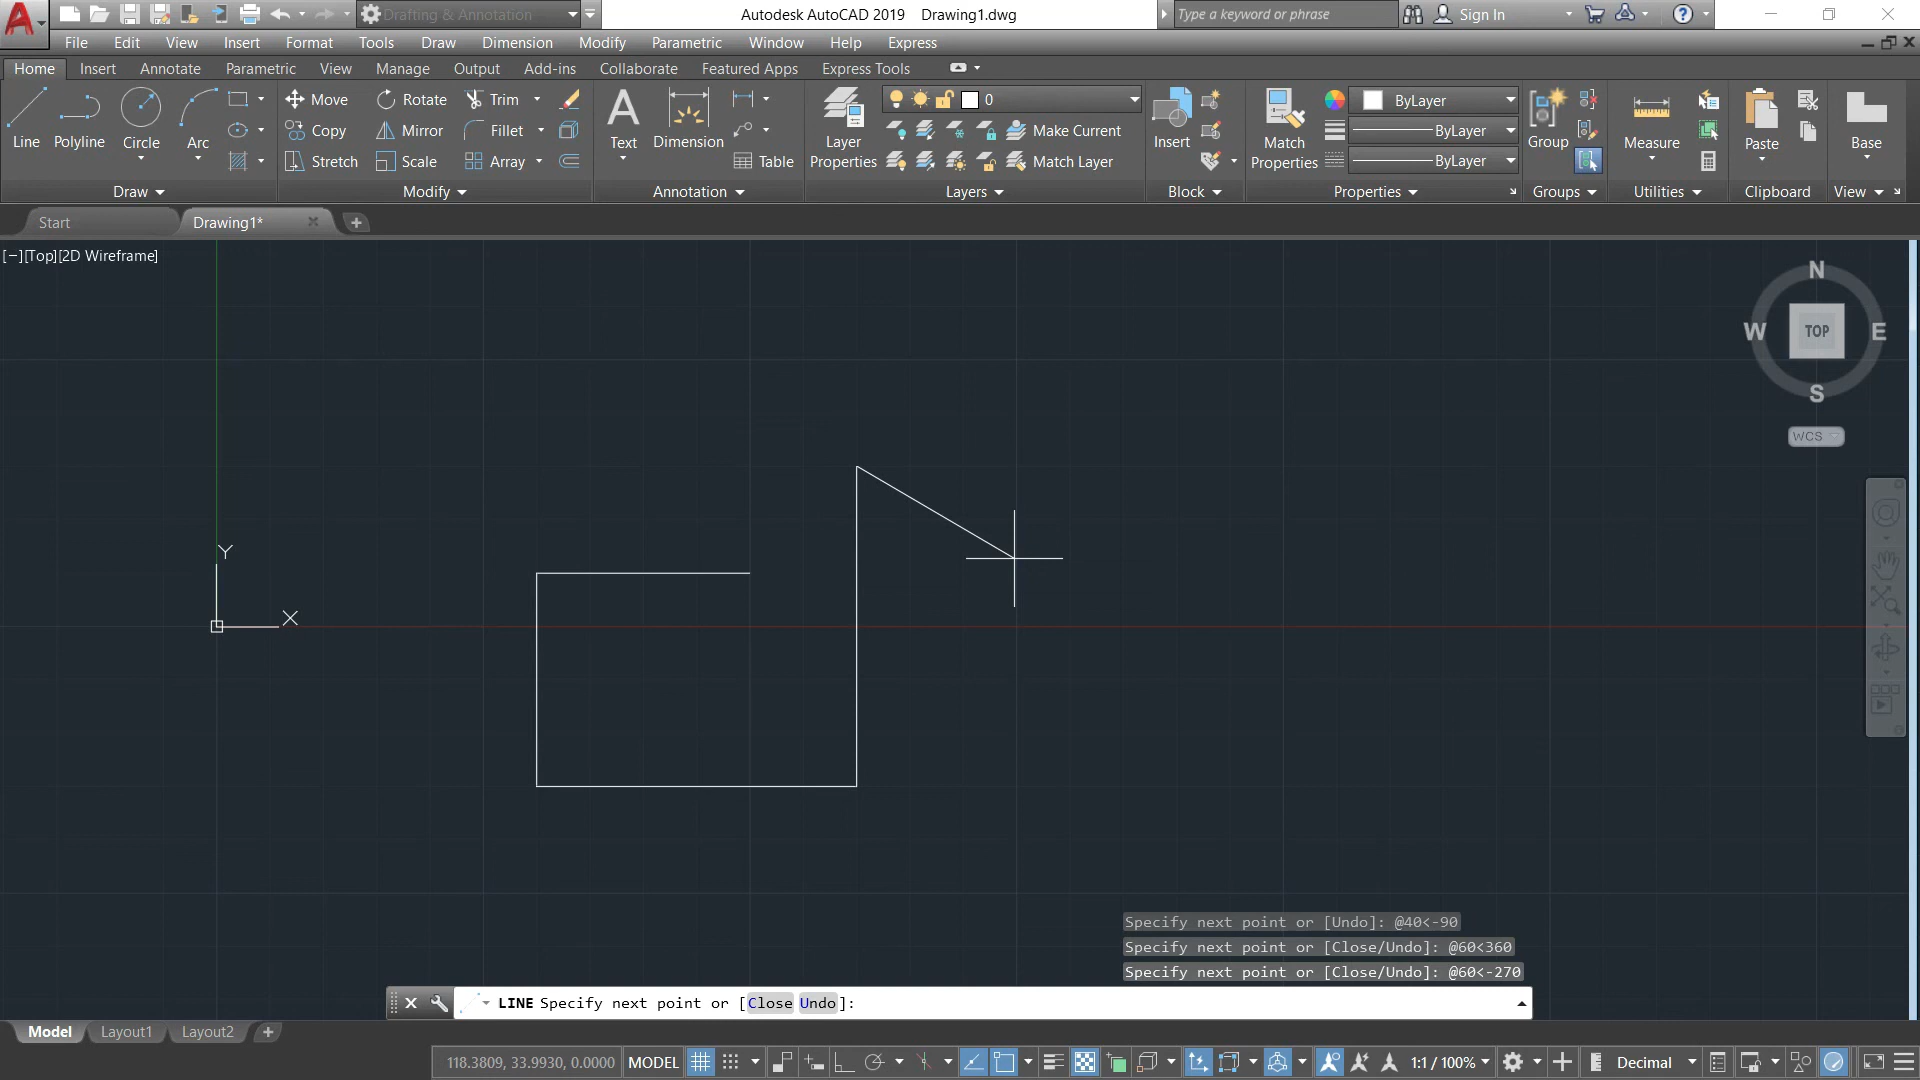 Drafting & Annotation
Autodesk AutoCAD 2019 Drawing1.dwg
Type a keyword or phrase
Sign In
File Edit View Insert Format Tools Draw Dimension Modify Parametric Window Help Express
Home Insert Annotate Parametric View Manage Output Add-ins Collaborate Featured Apps Express Tools
Line Polyline Circle Arc
Move Rotate Trim
Copy Mirror Fillet
Stretch Scale Array
Text Dimension Table
Layer Properties
0
Make Current
Match Layer
Insert
Match Properties
ByLayer
ByLayer
ByLayer
Group
Measure
Paste
Base
Draw Modify Annotation Layers Block Properties Groups Utilities Clipboard View
Start Drawing1*
[−][Top][2D Wireframe]
N
W TOP E
S
WCS
Y
X
Specify next point or [Undo]: @40<-90
Specify next point or [Close/Undo]: @60<360
Specify next point or [Close/Undo]: @60<-270
LINE Specify next point or [Close Undo]:
Model Layout1 Layout2
118.3809, 33.9930, 0.0000 MODEL 1:1 / 100% Decimal